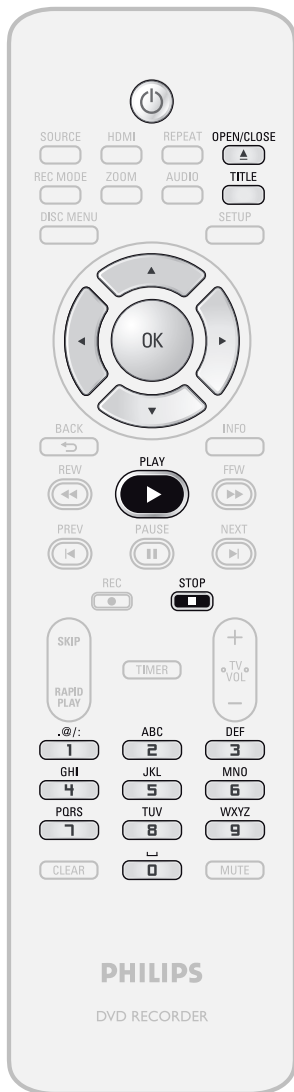 SOURCE HDMI REPEAT OPEN/CLOSE
REC MODE ZOOM AUDIO TITLE
DISC MENU SETUP
OK
BACK INFO
PLAY
REW FFW
PREV PAUSE NEXT
REC STOP
SKIP
RAPID
PLAY
TIMER
+
TV
VOL
−
.@/: ABC DEF
1 2 3
GHI JKL MNO
4 5 6
PQRS TUV WXYZ
7 8 9
␣
CLEAR 0 MUTE
PHILIPS
DVD RECORDER